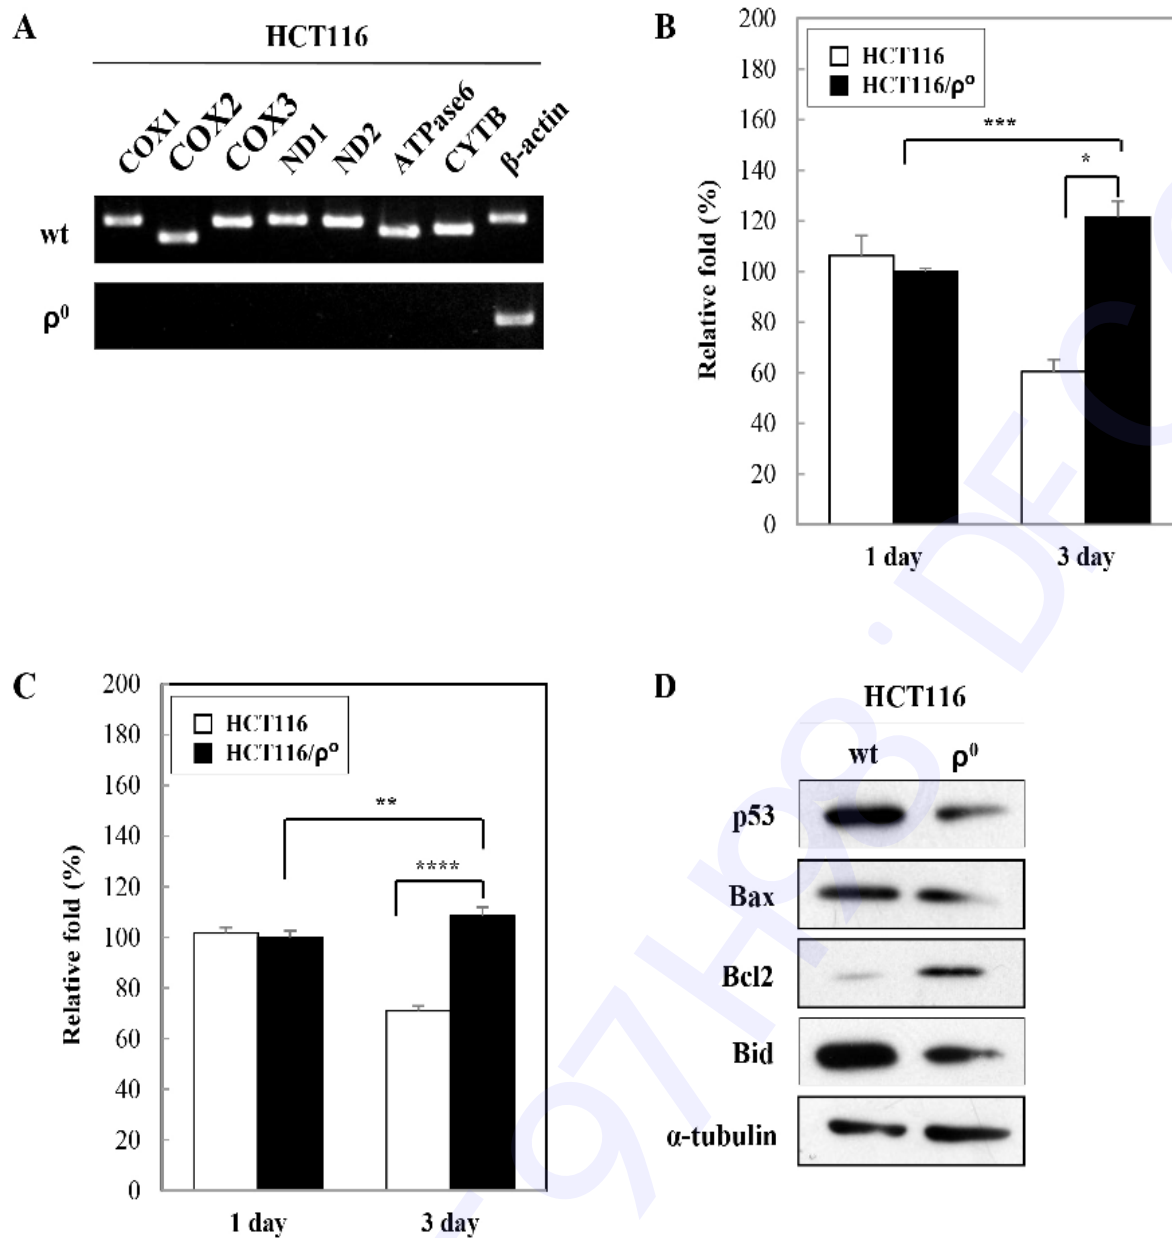 A
HCT116
COX1
COX2
COX3
ND1
ND2
ATPase6
CYTB
β-actin
wt
ρ⁰
B
200
180
160
140
120
100
80
60
40
20
0
Relative fold (%)
HCT116
HCT116/ρ⁰
***
*
1 day
3 day
C
200
180
160
140
120
100
80
60
40
20
0
Relative fold (%)
HCT116
HCT116/ρ⁰
**
****
1 day
3 day
D
HCT116
wt
ρ⁰
p53
Bax
Bcl2
Bid
α-tubulin